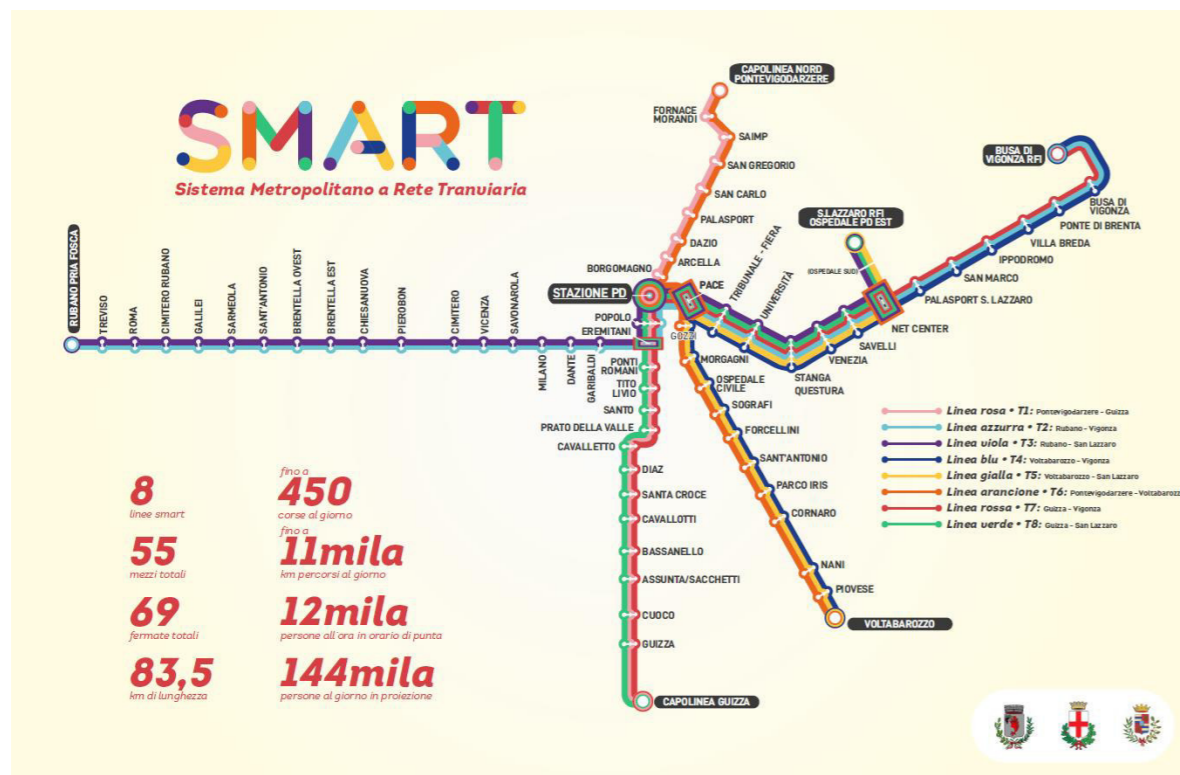 SMART
Sistema Metropolitano a Rete Tranviaria
CAPOLINEA NORD
PONTEVIGODARZERE
FORNACE
MORANDI
SAIMP
SAN GREGORIO
SAN CARLO
PALASPORT
DAZIO
ARCELLA
BORGOMAGNO
STAZIONE PD
PACE
TRIBUNALE - FIERA
UNIVERSITÀ
S.LAZZARO RFI
OSPEDALE PD EST
(OSPEDALE SUD)
BUSA DI
VIGONZA RFI
BUSA DI
VIGONZA
PONTE DI BRENTA
VILLA BREDA
IPPODROMO
SAN MARCO
PALASPORT S. LAZZARO
NET CENTER
SAVELLI
VENEZIA
STANGA
QUESTURA
RUBANO P.IRIA FOSCA
TREVISO
ROMA
CIMITERO RUBANO
GALILEI
SARMEOLA
SANT'ANTONIO
BRENTELLA OVEST
BRENTELLA EST
CHIESANUOVA
PIEROBON
CIMITERO
VICENZA
SAVONAROLA
MILANO
DANTE
GARIBALDI
POPOLO
EREMITANI
GOZZI
MORGAGNI
OSPEDALE
CIVILE
SOGRAFI
FORCELLINI
SANT'ANTONIO
PARCO IRIS
CORNARO
NANI
PIOVESE
VOLTABAROZZO
PONTI
ROMANI
TITO
LIVIO
SANTO
PRATO DELLA VALLE
CAVALLETTO
DIAZ
SANTA CROCE
CAVALLOTTI
BASSANELLO
ASSUNTA/SACCHETTI
CUOCO
GUIZZA
CAPOLINEA GUIZZA
Linea rosa • T1: Pontevigodarzere - Guizza
Linea azzurra • T2: Rubano - Vigonza
Linea viola • T3: Rubano - San Lazzaro
Linea blu • T4: Voltabarozzo - Vigonza
Linea gialla • T5: Voltabarozzo - San Lazzaro
Linea arancione • T6: Pontevigodarzere - Voltabarozz
Linea rossa • T7: Guizza - Vigonza
Linea verde • T8: Guizza - San Lazzaro
8
linee smart
55
mezzi totali
69
fermate totali
83,5
km di lunghezza
fino a
450
corse al giorno
fino a
11mila
km percorsi al giorno
12mila
persone all'ora in orario di punta
144mila
persone al giorno in proiezione